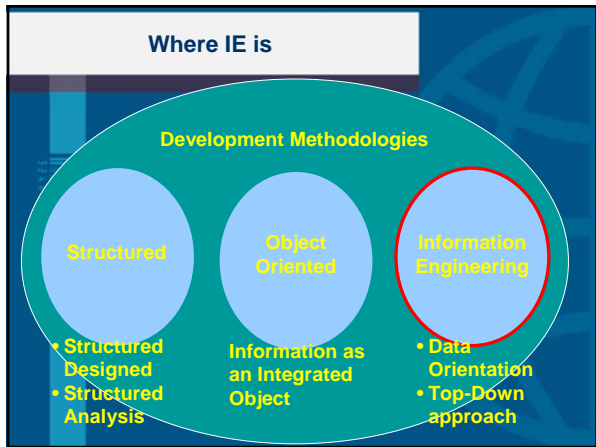 Where IE is
Development Methodologies
Structured
Object
Oriented
Information
Engineering
• Structured
Designed
• Structured
Analysis
Information as
an Integrated
Object
• Data
Orientation
• Top-Down
approach